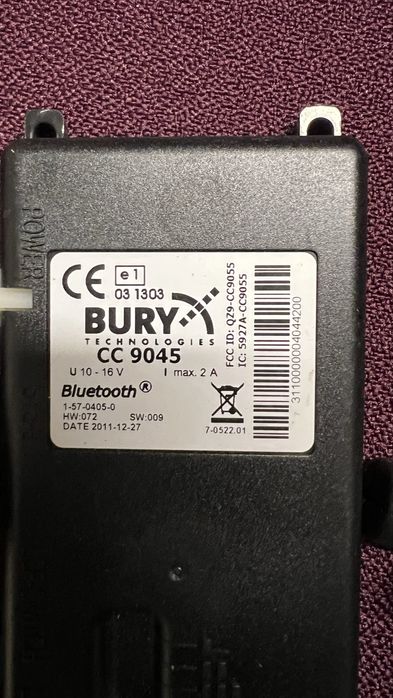 POWER
CE
e1
03 1303
BURY
TECHNOLOGIES
CC 9045
U 10 - 16 V I max. 2 A
Bluetooth®
1-57-0405-0
HW:072 SW:009
DATE 2011-12-27
7-0522.01
FCC ID: QZ9-CC9055
IC: 5927A-CC9055
3110000004044200